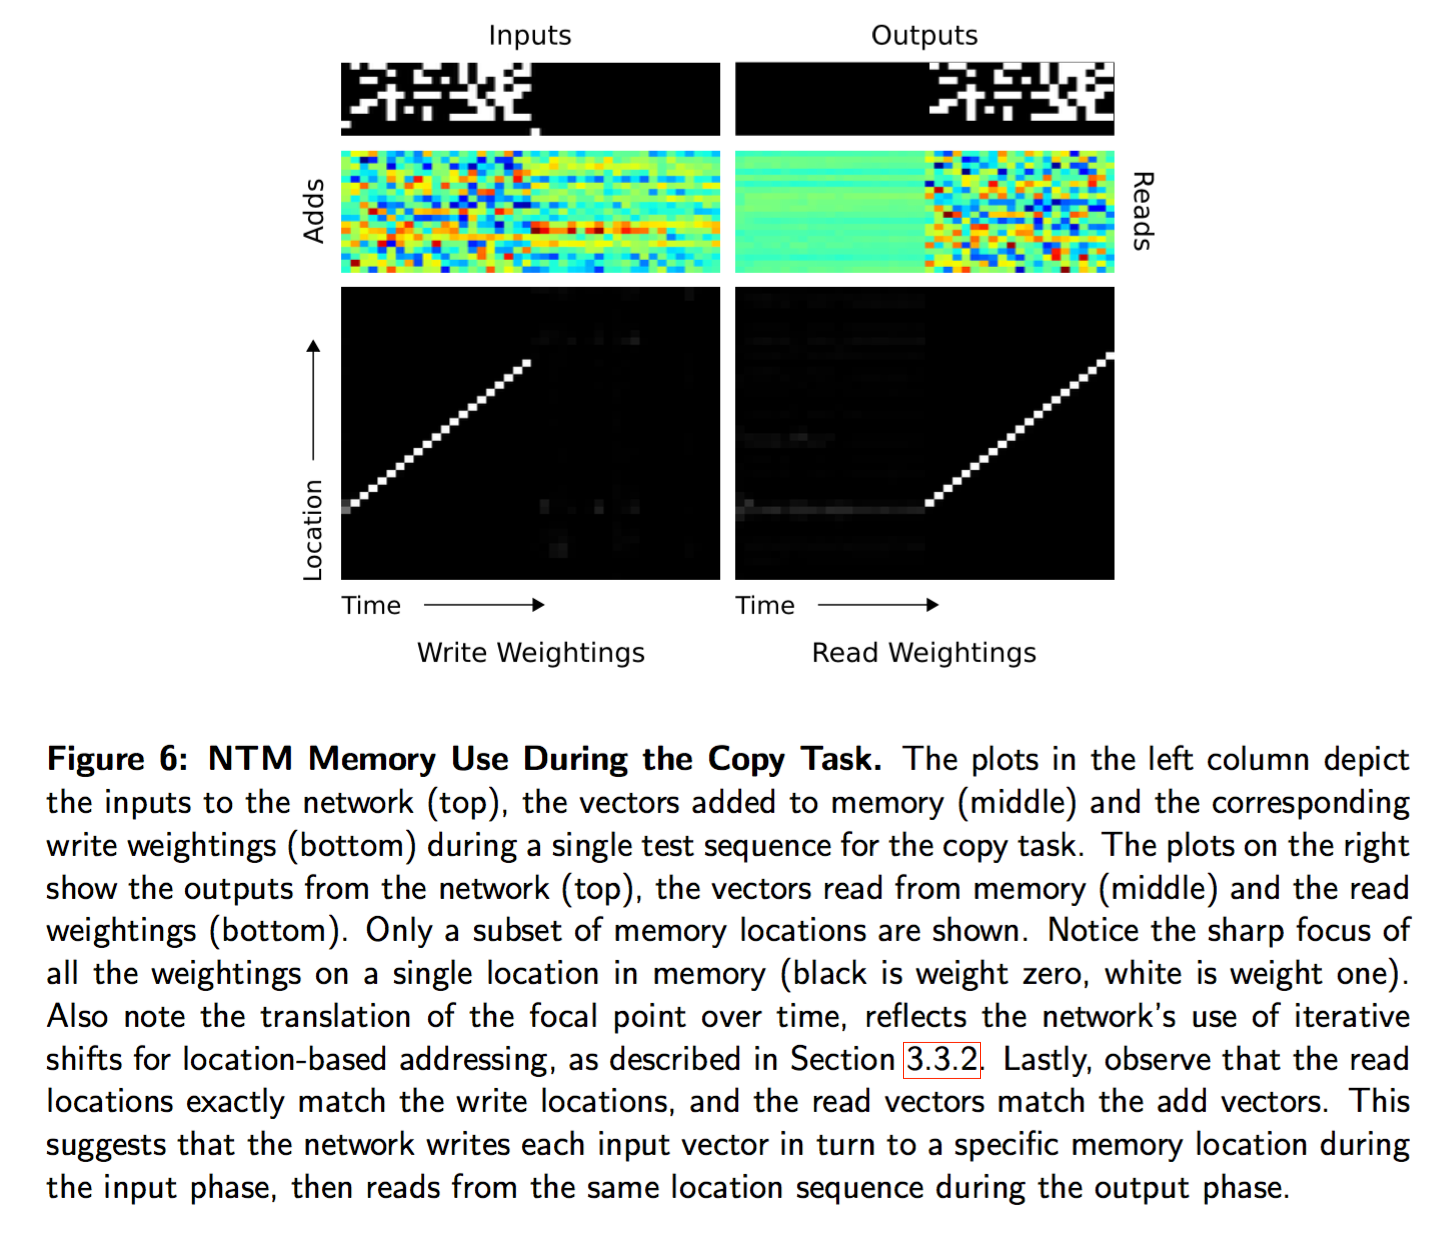 Inputs
Outputs
Adds
Reads
Location
Time
Time
Write Weightings
Read Weightings
Figure 6: NTM Memory Use During the Copy Task. The plots in the left column depict
the inputs to the network (top), the vectors added to memory (middle) and the corresponding
write weightings (bottom) during a single test sequence for the copy task. The plots on the right
show the outputs from the network (top), the vectors read from memory (middle) and the read
weightings (bottom). Only a subset of memory locations are shown. Notice the sharp focus of
all the weightings on a single location in memory (black is weight zero, white is weight one).
Also note the translation of the focal point over time, reflects the network's use of iterative
shifts for location-based addressing, as described in Section 3.3.2. Lastly, observe that the read
locations exactly match the write locations, and the read vectors match the add vectors. This
suggests that the network writes each input vector in turn to a specific memory location during
the input phase, then reads from the same location sequence during the output phase.